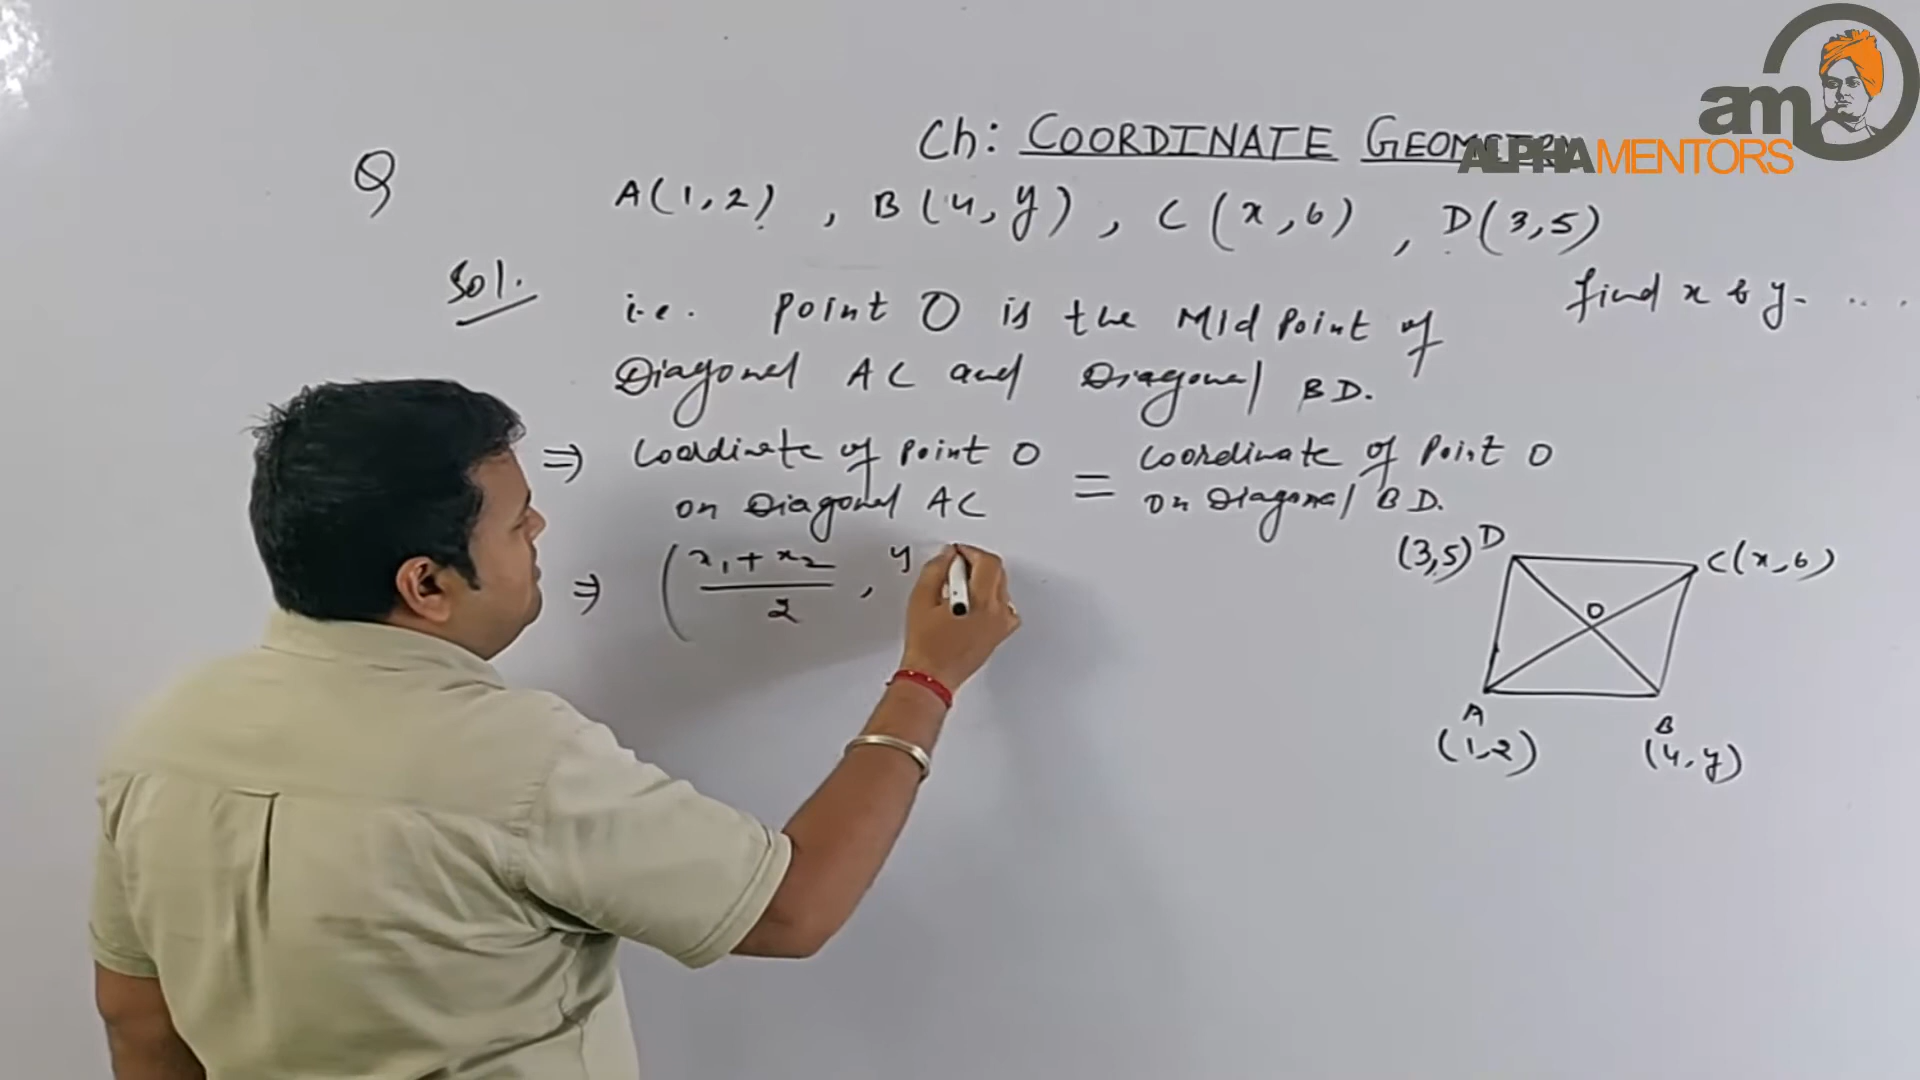 am
ALPHA MENTORS
Ch: COORDINATE GEOMETRY
Q A(1,2) , B(4,y) , C(x,6) , D(3,5)
find x & y. ....
Sol. i.e. Point O is the Mid Point of
Diagonal AC and Diagonal BD.
⇒ Coordinate of Point O = Coordinate of Point O
on Diagonal AC on Diagonal BD.
⇒ (x₁+x₂/2 , y
(3,5) D C(x,6)
O
A B
(1,2) (4,y)